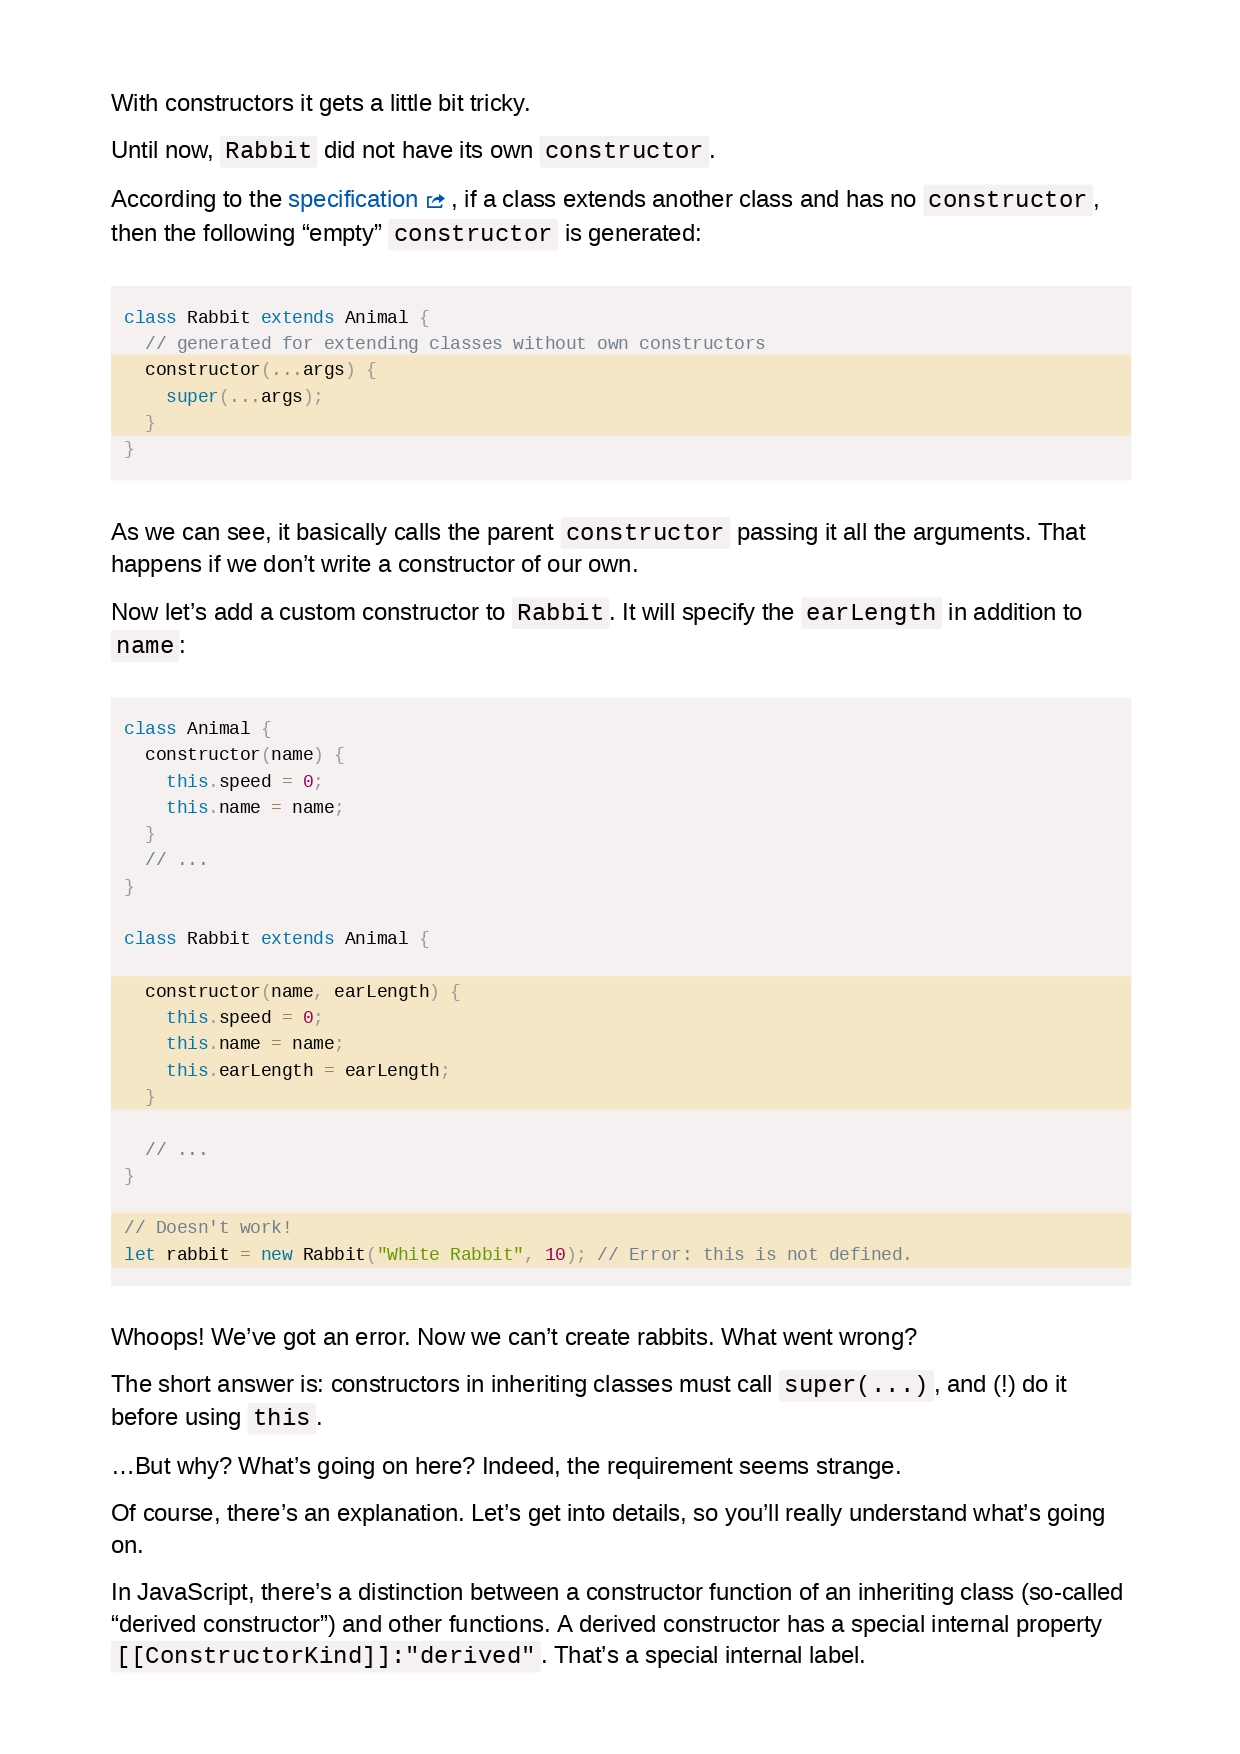 With constructors it gets a little bit tricky.
Until now, Rabbit did not have its own constructor.
According to the specification , if a class extends another class and has no constructor,
then the following “empty” constructor is generated:
class Rabbit extends Animal {
  // generated for extending classes without own constructors
  constructor(...args) {
    super(...args);
  }
}
As we can see, it basically calls the parent constructor passing it all the arguments. That
happens if we don’t write a constructor of our own.
Now let’s add a custom constructor to Rabbit. It will specify the earLength in addition to
name:
class Animal {
  constructor(name) {
    this.speed = 0;
    this.name = name;
  }
  // ...
}
class Rabbit extends Animal {
  constructor(name, earLength) {
    this.speed = 0;
    this.name = name;
    this.earLength = earLength;
  }
  // ...
}
// Doesn't work!
let rabbit = new Rabbit("White Rabbit", 10); // Error: this is not defined.
Whoops! We’ve got an error. Now we can’t create rabbits. What went wrong?
The short answer is: constructors in inheriting classes must call super(...), and (!) do it
before using this.
…But why? What’s going on here? Indeed, the requirement seems strange.
Of course, there’s an explanation. Let’s get into details, so you’ll really understand what’s going
on.
In JavaScript, there’s a distinction between a constructor function of an inheriting class (so-called
“derived constructor”) and other functions. A derived constructor has a special internal property
[[ConstructorKind]]:"derived". That’s a special internal label.